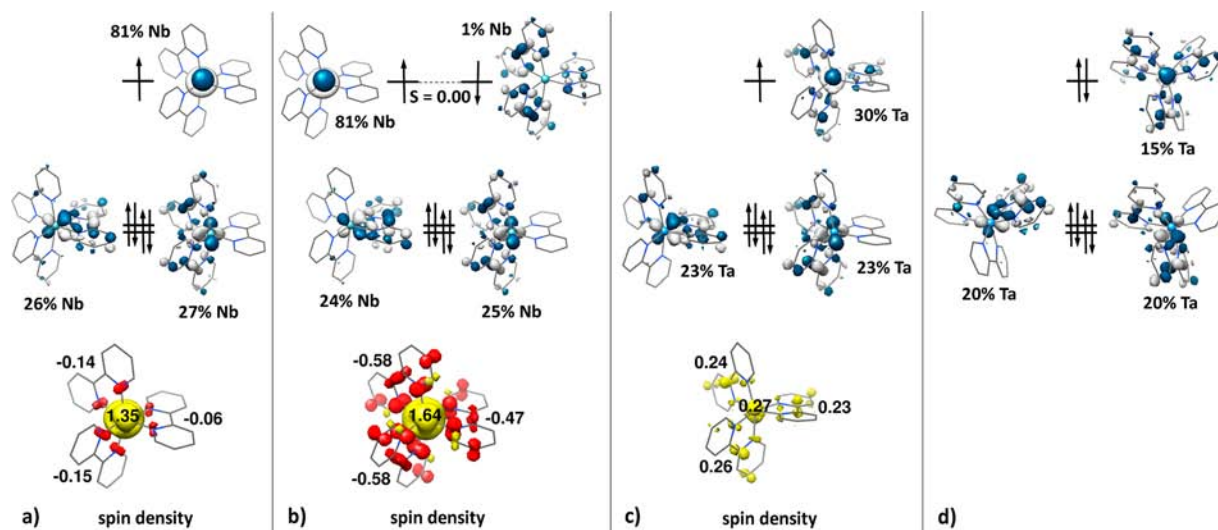 81% Nb
26% Nb
27% Nb
-0.14
1.35
-0.06
-0.15
a)
spin density
81% Nb
S = 0.00
1% Nb
24% Nb
25% Nb
-0.58
1.64
-0.47
-0.58
b)
spin density
30% Ta
23% Ta
23% Ta
0.24
0.27
0.23
0.26
c)
spin density
15% Ta
20% Ta
20% Ta
d)